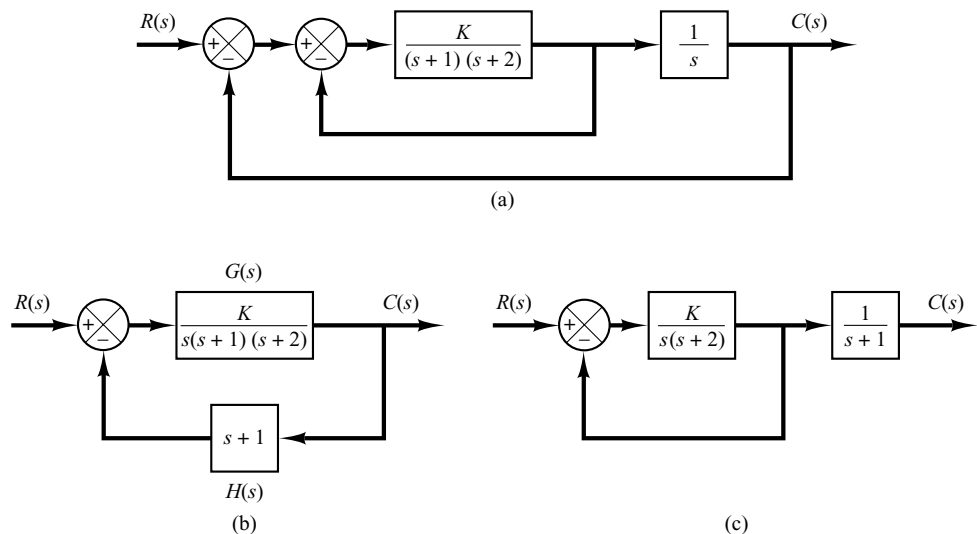 R(s)
+
−
+
−
K
(s + 1) (s + 2)
1
s
C(s)
(a)
G(s)
R(s)
+
−
K
s(s + 1) (s + 2)
C(s)
s + 1
H(s)
(b)
R(s)
+
−
K
s(s + 2)
1
s + 1
C(s)
(c)